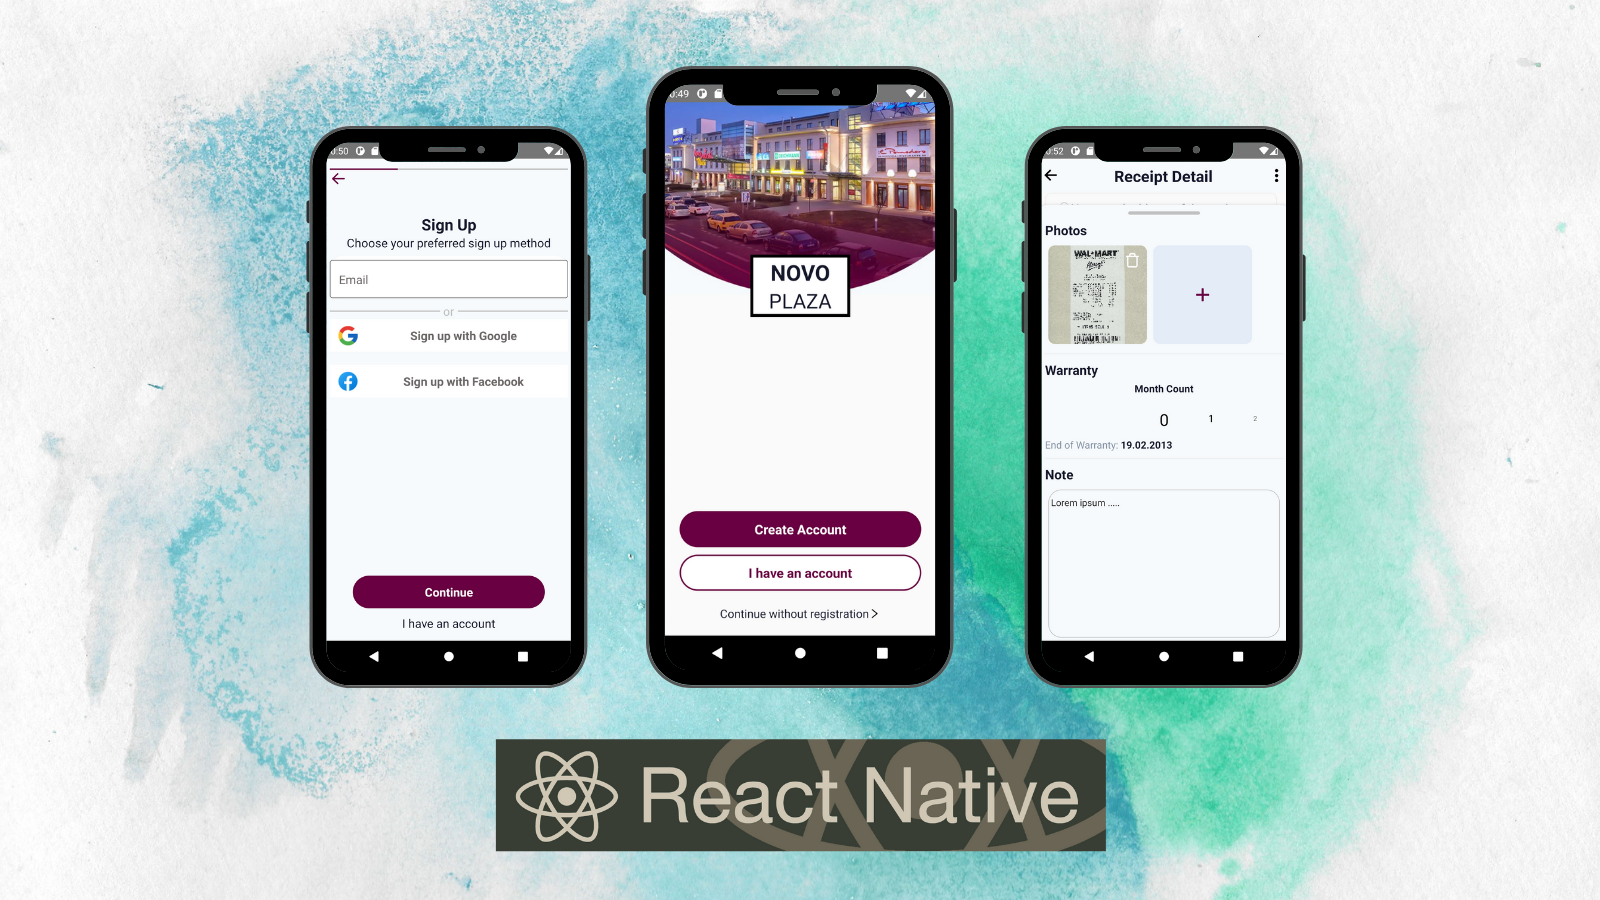 :50
Sign Up
Choose your preferred sign up method
Email
or
Sign up with Google
Sign up with Facebook
Continue
I have an account
:49
NOVO
PLAZA
Create Account
I have an account
Continue without registration >
:52
Receipt Detail
Photos
WAL*MART
Warranty
Month Count
0 1 2
End of Warranty: 19.02.2013
Note
Lorem ipsum .....
React Native